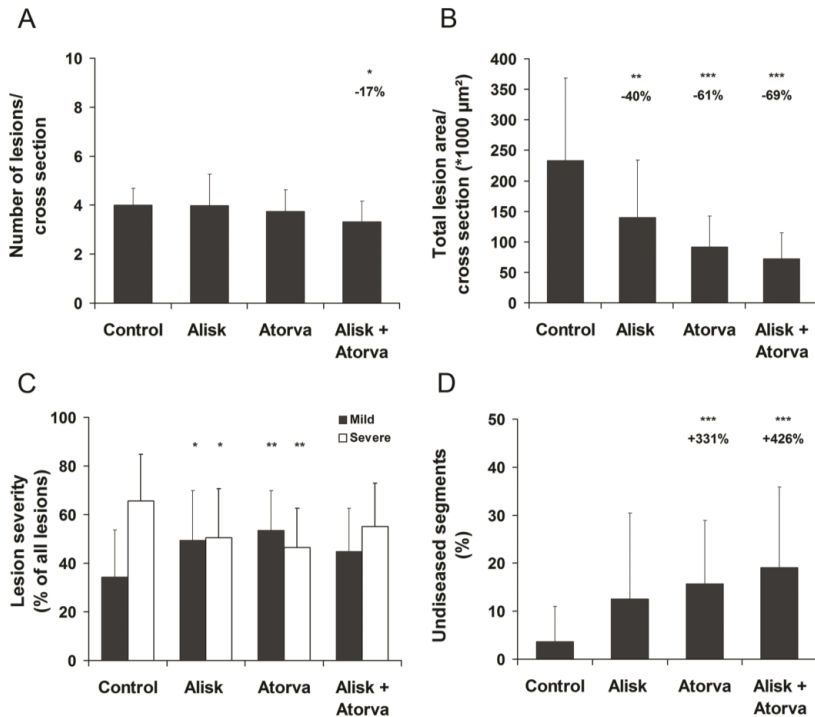 A
Number of lesions/
cross section
10
8
6
4
2
0
*
-17%
Control
Alisk
Atorva
Alisk +
Atorva
B
Total lesion area/
cross section (*1000 µm²)
400
350
300
250
200
150
100
50
0
**
***
***
-40%
-61%
-69%
Control
Alisk
Atorva
Alisk +
Atorva
C
Lesion severity
(% of all lesions)
100
80
60
40
20
0
Mild
Severe
* * ** **
Control
Alisk
Atorva
Alisk +
Atorva
D
Undiseased segments
(%)
50
40
30
20
10
0
***
***
+331%
+426%
Control
Alisk
Atorva
Alisk +
Atorva